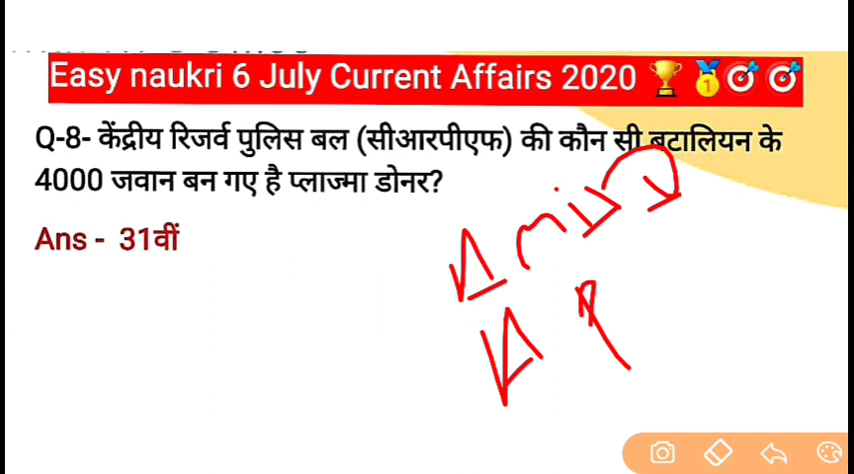 Easy naukri 6 July Current Affairs 2020 🏆 🥇🎯 🎯
Q-8- केंद्रीय रिजर्व पुलिस बल (सीआरपीएफ) की कौन सी बटालियन के
4000 जवान बन गए है प्लाज्मा डोनर?
Ans - 31वीं